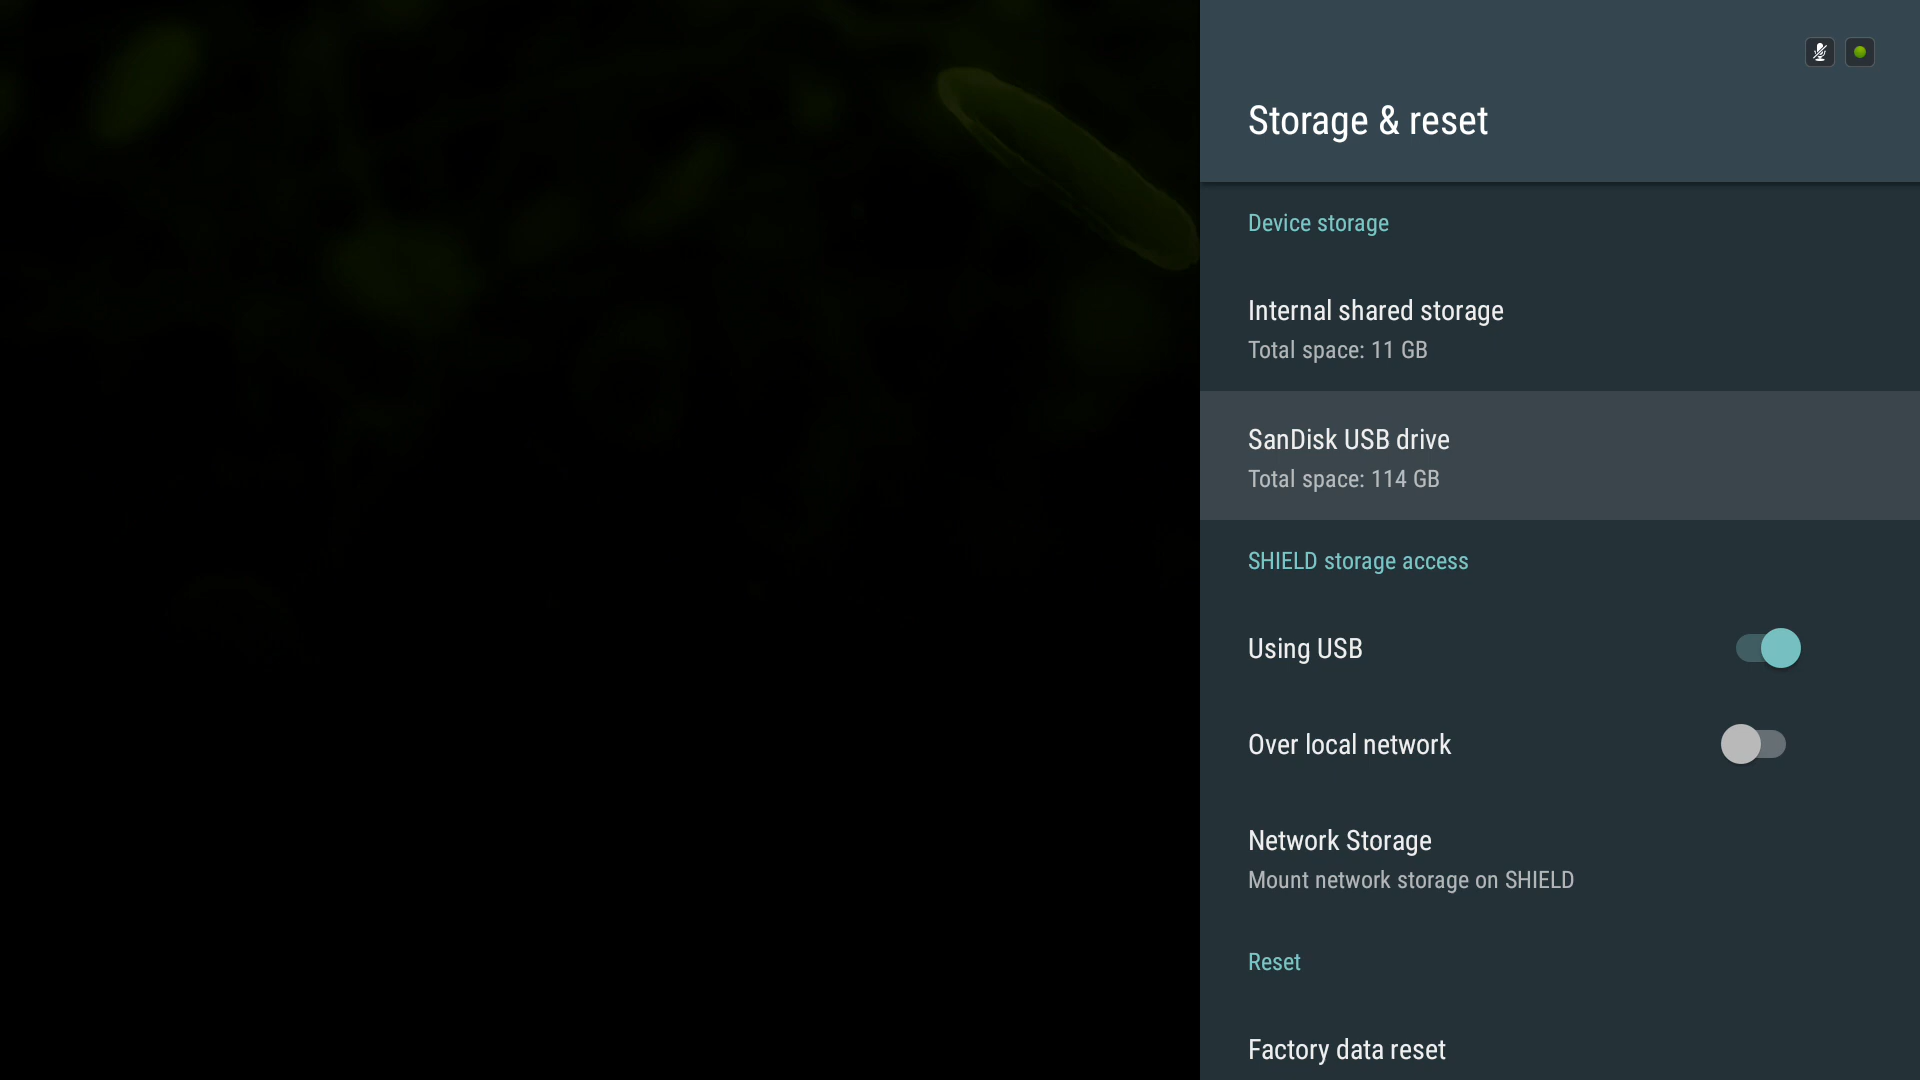 Storage & reset
Device storage
Internal shared storage
Total space: 11 GB
SanDisk USB drive
Total space: 114 GB
SHIELD storage access
Using USB
Over local network
Network Storage
Mount network storage on SHIELD
Reset
Factory data reset